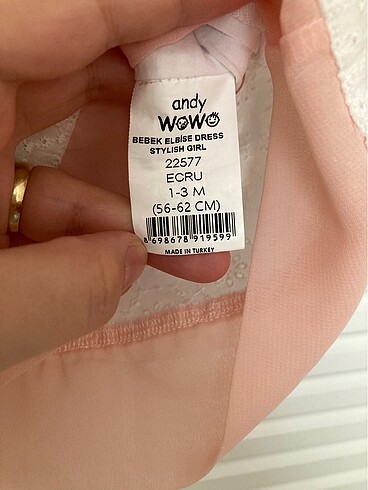 andy
WOWO
BEBEK ELBİSE DRESS
STYLISH GIRL
22577
ECRU
1-3 M
(56-62 CM)
8 698678 919599
MADE IN TURKEY